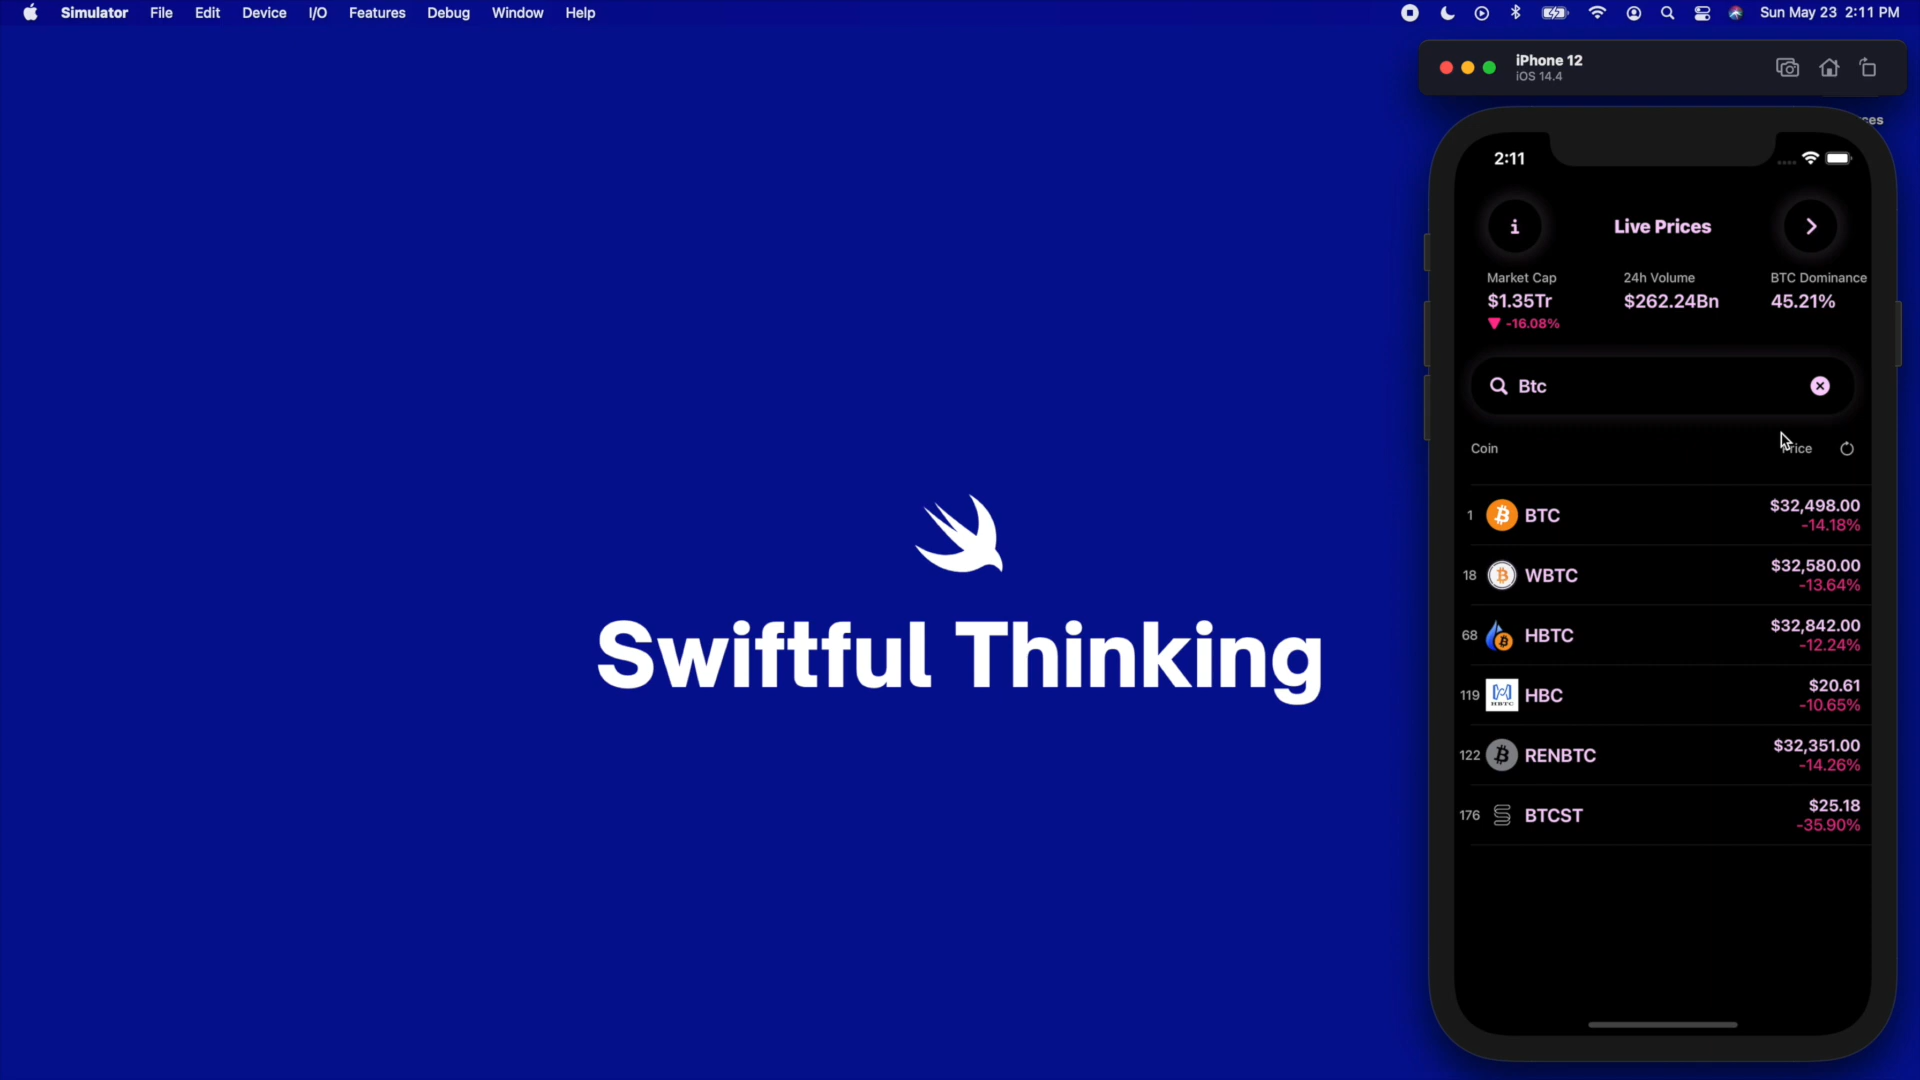 Simulator File Edit Device I/O Features Debug Window Help
Sun May 23 2:11 PM
iPhone 12
iOS 14.4
2:11
i
Live Prices
Market Cap
24h Volume
BTC Dominance
$1.35Tr
$262.24Bn
45.21%
-16.08%
Btc
Coin
Price
1
BTC
$32,498.00
-14.18%
18
WBTC
$32,580.00
-13.64%
68
HBTC
$32,842.00
-12.24%
119
HBTC
HBC
$20.61
-10.65%
122
RENBTC
$32,351.00
-14.26%
176
BTCST
$25.18
-35.90%
Swiftful Thinking